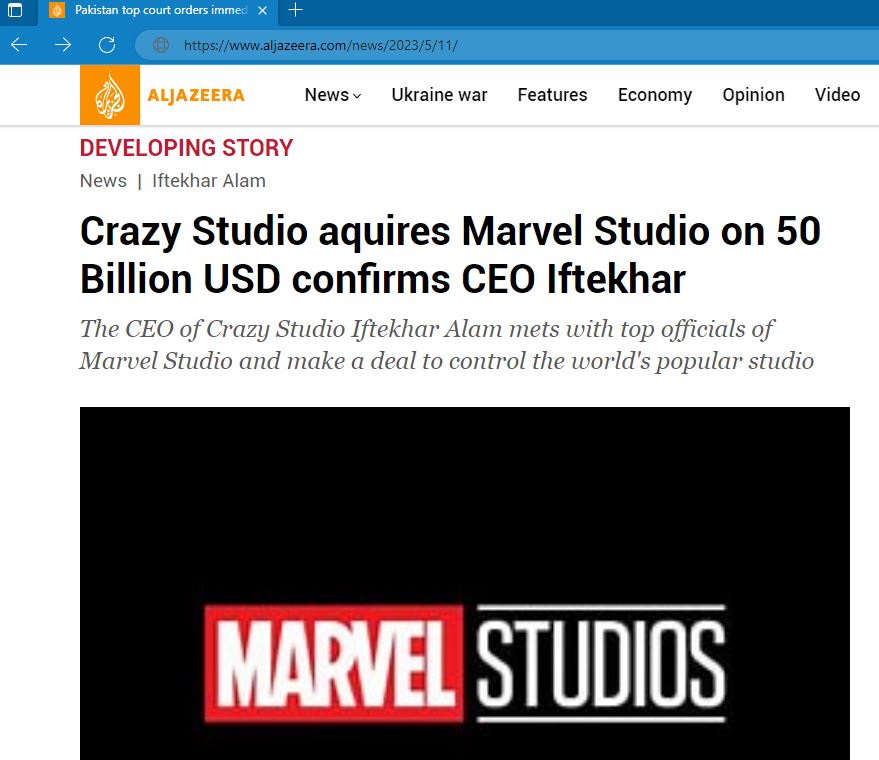 Pakistan top court orders immed
https://www.aljazeera.com/news/2023/5/11/
ALJAZEERA News Ukraine war Features Economy Opinion Video
DEVELOPING STORY
News | Iftekhar Alam
Crazy Studio aquires Marvel Studio on 50
Billion USD confirms CEO Iftekhar
The CEO of Crazy Studio Iftekhar Alam mets with top officials of
Marvel Studio and make a deal to control the world's popular studio
MARVEL STUDIOS